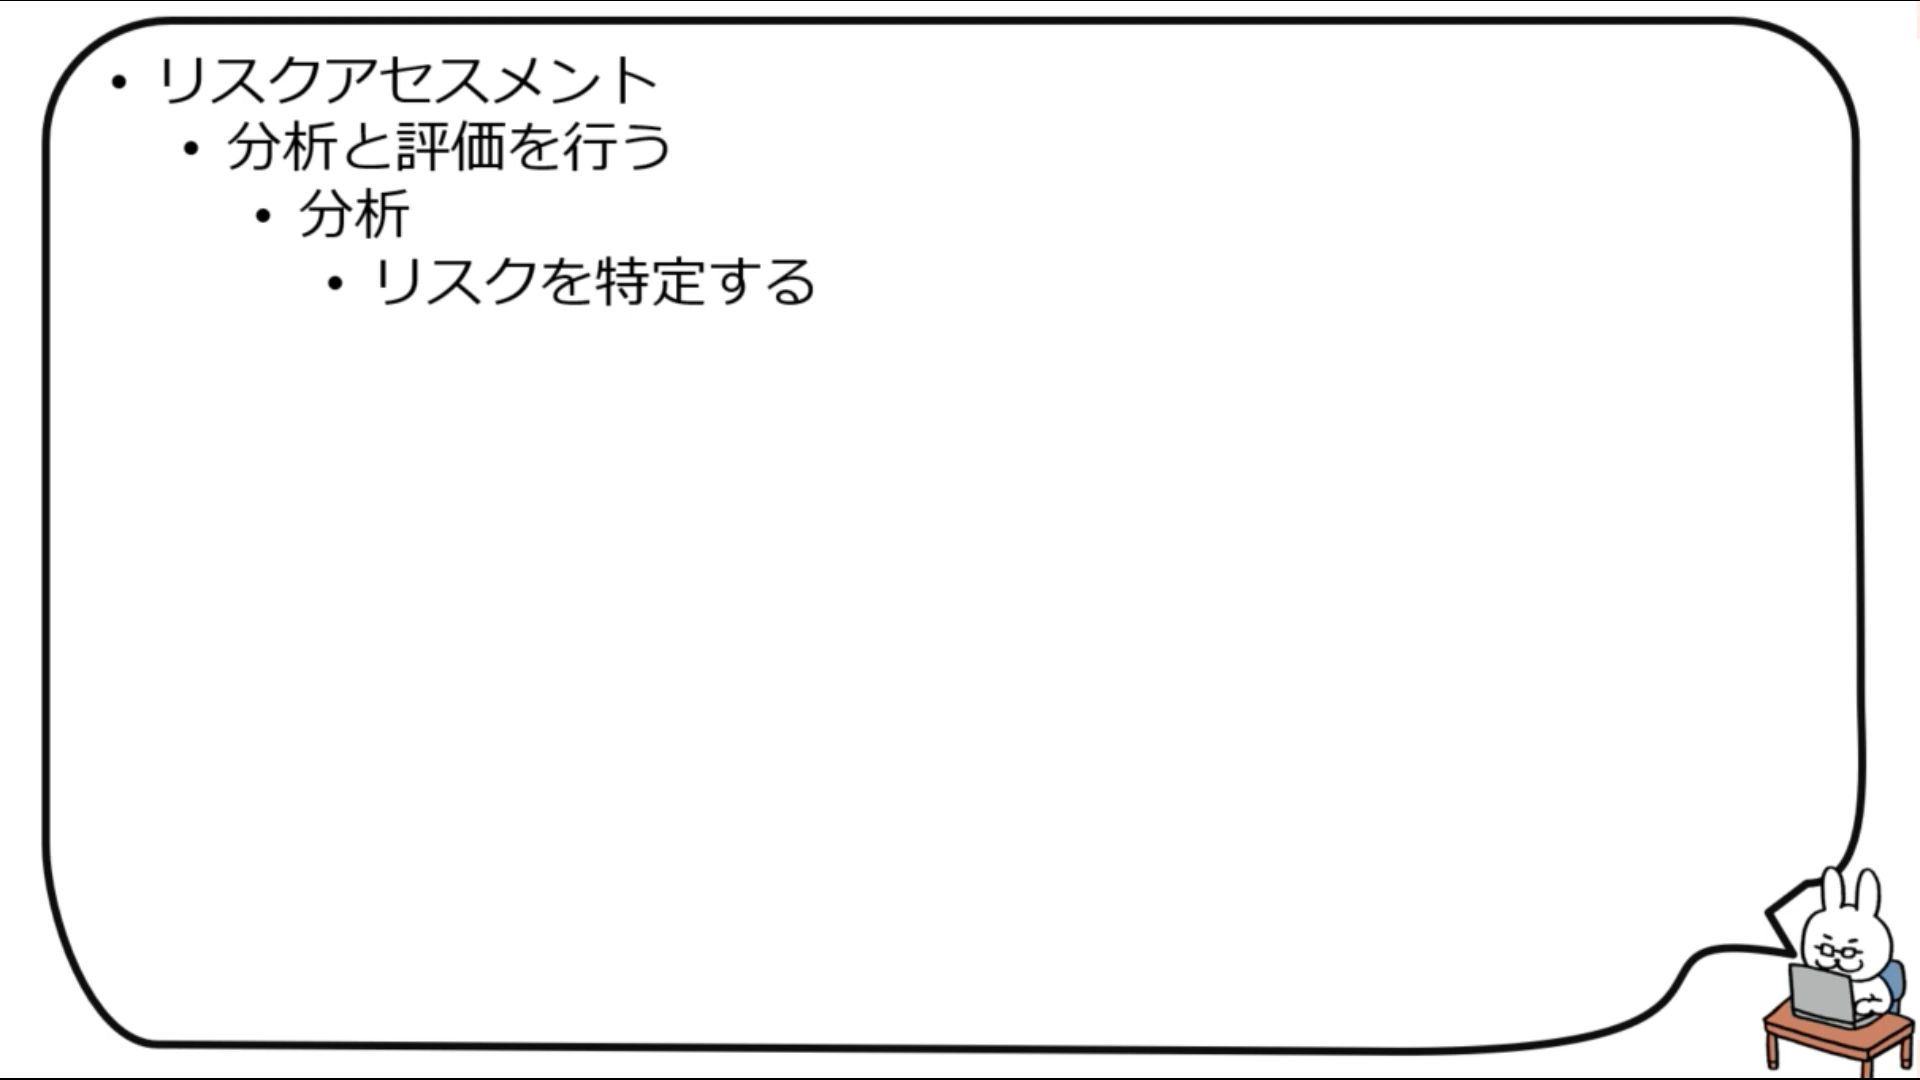 • リスクアセスメント
• 分析と評価を行う
• 分析
• リスクを特定する